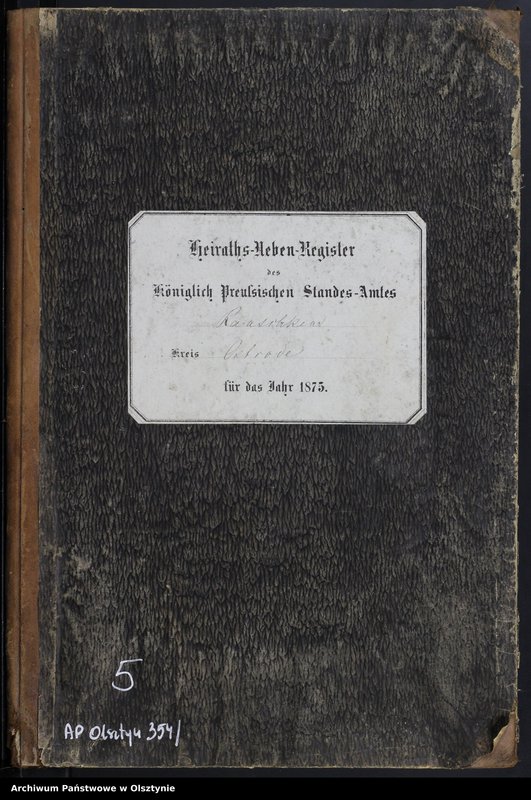 Heiraths-Neben-Register
des
Königlich Preußischen Standes-Amtes
Raaschken
Kreis Osterode
für das Jahr 1875.
5
AP Olsztyn 354/
Archiwum Państwowe w Olsztynie